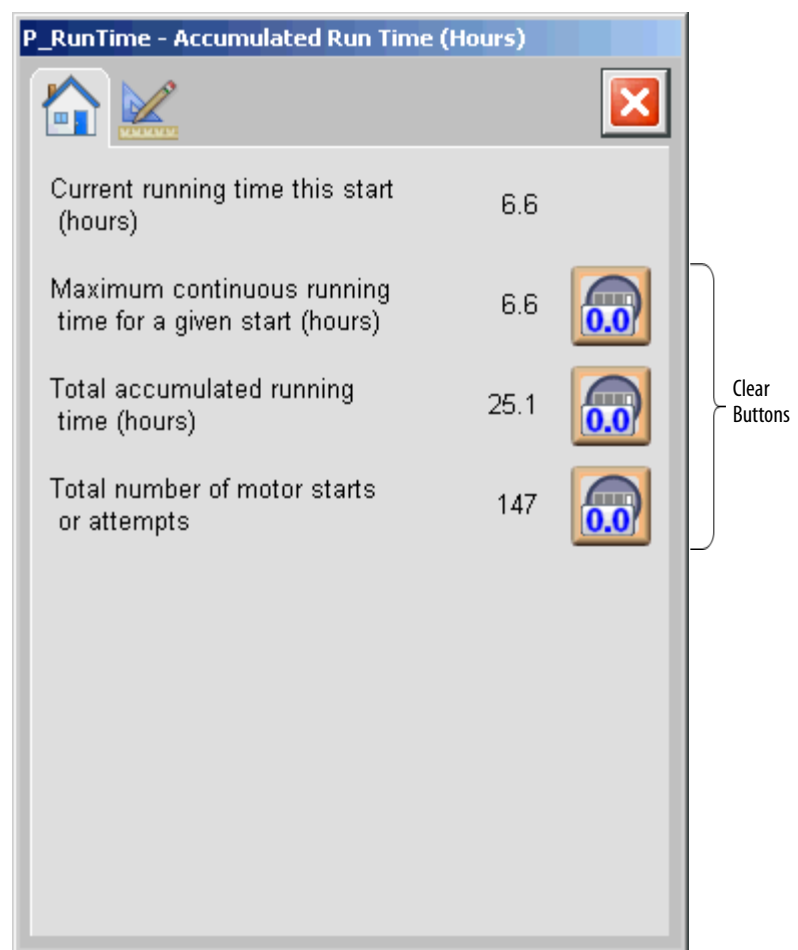 P_RunTime - Accumulated Run Time (Hours)
Current running time this start
(hours)
6.6
Maximum continuous running
time for a given start (hours)
6.6
0.0
Total accumulated running
time (hours)
25.1
0.0
Total number of motor starts
or attempts
147
0.0
Clear
Buttons